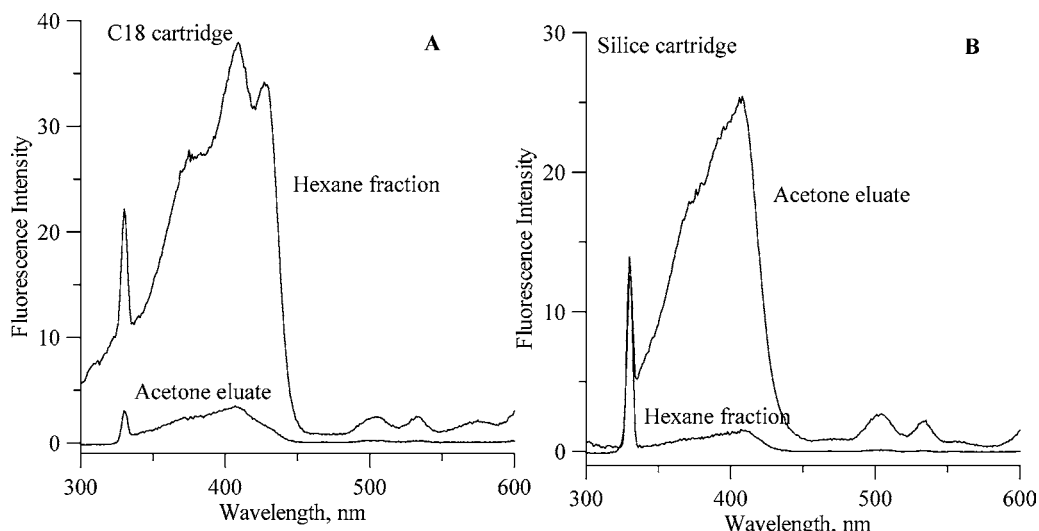 C18 cartridge
A
Hexane fraction
Acetone eluate
40
30
20
10
0
Fluorescence Intensity
300
400
500
600
Wavelength, nm
Silice cartridge
B
Acetone eluate
Hexane fraction
30
20
10
0
Fluorescence Intensity
300
400
500
600
Wavelength, nm